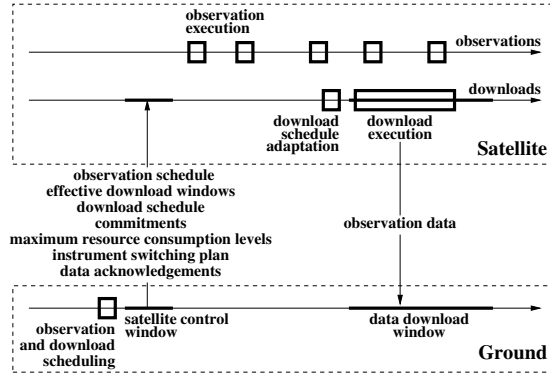 observation
execution
observations
downloads
download
schedule
adaptation
download
execution
Satellite
observation schedule
effective download windows
download schedule
commitments
maximum resource consumption levels
instrument switching plan
data acknowledgements
observation data
observation
and download
scheduling
satellite control
window
data download
window
Ground